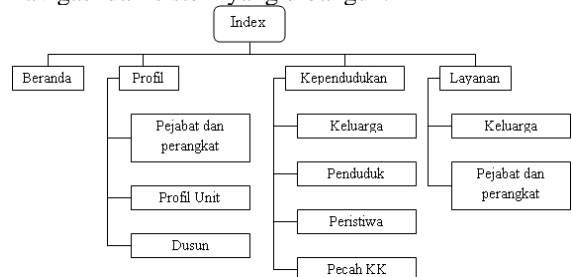 Index
Beranda
Profil
Kependudukan
Layanan
Pejabat dan
perangkat
Profil Unit
Dusun
Keluarga
Penduduk
Peristiwa
Pecah KK
Keluarga
Pejabat dan
perangkat